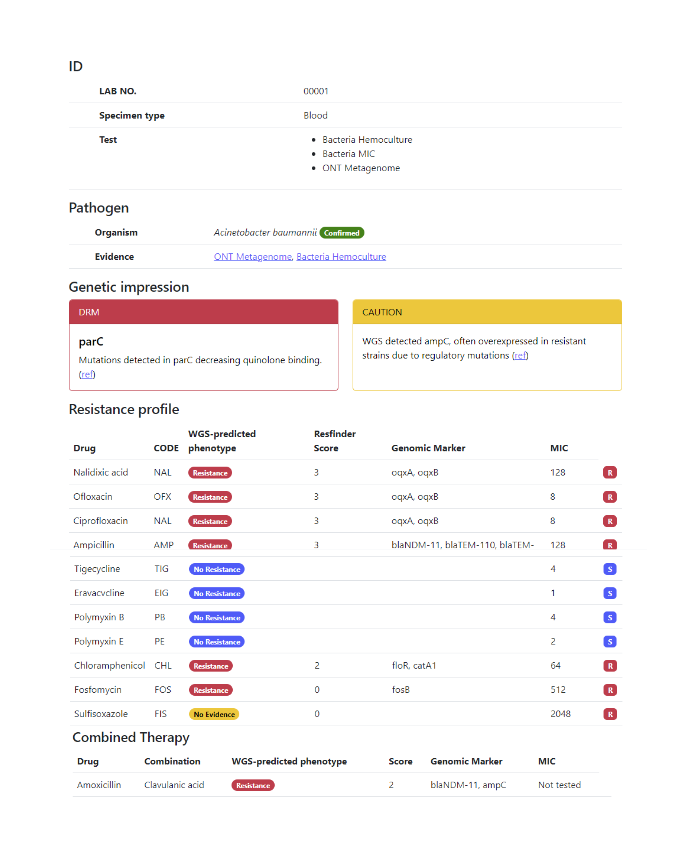 ID
LAB NO. 00001
Specimen type Blood
Test • Bacteria Hemoculture
• Bacteria MIC
• ONT Metagenome
Pathogen
Organism Acinetobacter baumannii Confirmed
Evidence ONT Metagenome, Bacteria Hemoculture
Genetic impression
DRM
parC
Mutations detected in parC decreasing quinolone binding.
(ref)
CAUTION
WGS detected ampC, often overexpressed in resistant
strains due to regulatory mutations (ref)
Resistance profile
Drug CODE WGS-predicted phenotype Resfinder Score Genomic Marker MIC
Nalidixic acid NAL Resistance 3 oqxA, oqxB 128 R
Ofloxacin OFX Resistance 3 oqxA, oqxB 8 R
Ciprofloxacin NAL Resistance 3 oqxA, oqxB 8 R
Ampicillin AMP Resistance 3 blaNDM-11, blaTEM-110, blaTEM- 128 R
Tigecycline TIG No Resistance 4 S
Eravacvcline EIG No Resistance 1 S
Polymyxin B PB No Resistance 4 S
Polymyxin E PE No Resistance 2 S
Chloramphenicol CHL Resistance 2 floR, catA1 64 R
Fosfomycin FOS Resistance 0 fosB 512 R
Sulfisoxazole FIS No Evidence 0 2048 R
Combined Therapy
Drug Combination WGS-predicted phenotype Score Genomic Marker MIC
Amoxicillin Clavulanic acid Resistance 2 blaNDM-11, ampC Not tested